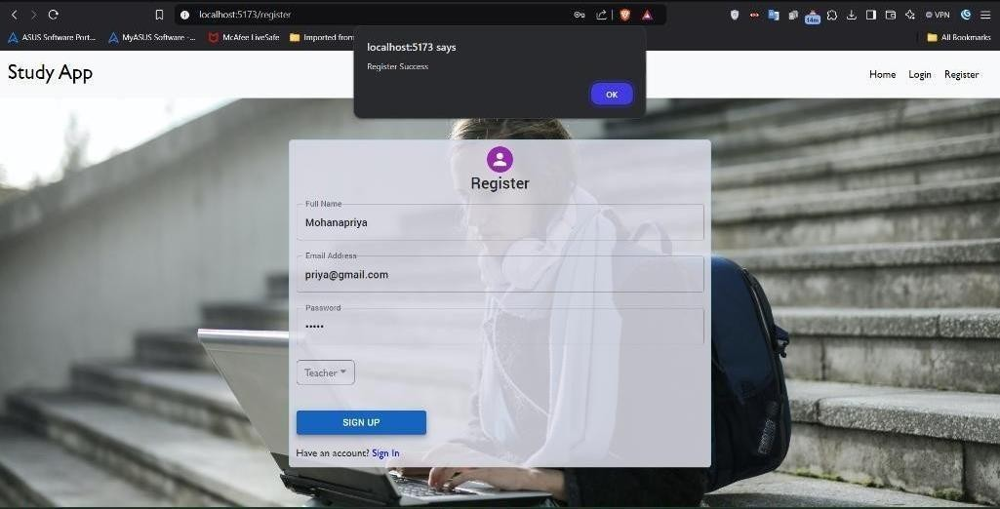 localhost:5173/register
14m
VPN
ASUS Software Port...
MyASUS Software -...
McAfee LiveSafe
Imported from
All Bookmarks
localhost:5173 says
Register Success
OK
Study App
Home
Login
Register
Register
Full Name
Mohanapriya
Email Address
priya@gmail.com
Password
•••••
Teacher
SIGN UP
Have an account? Sign In